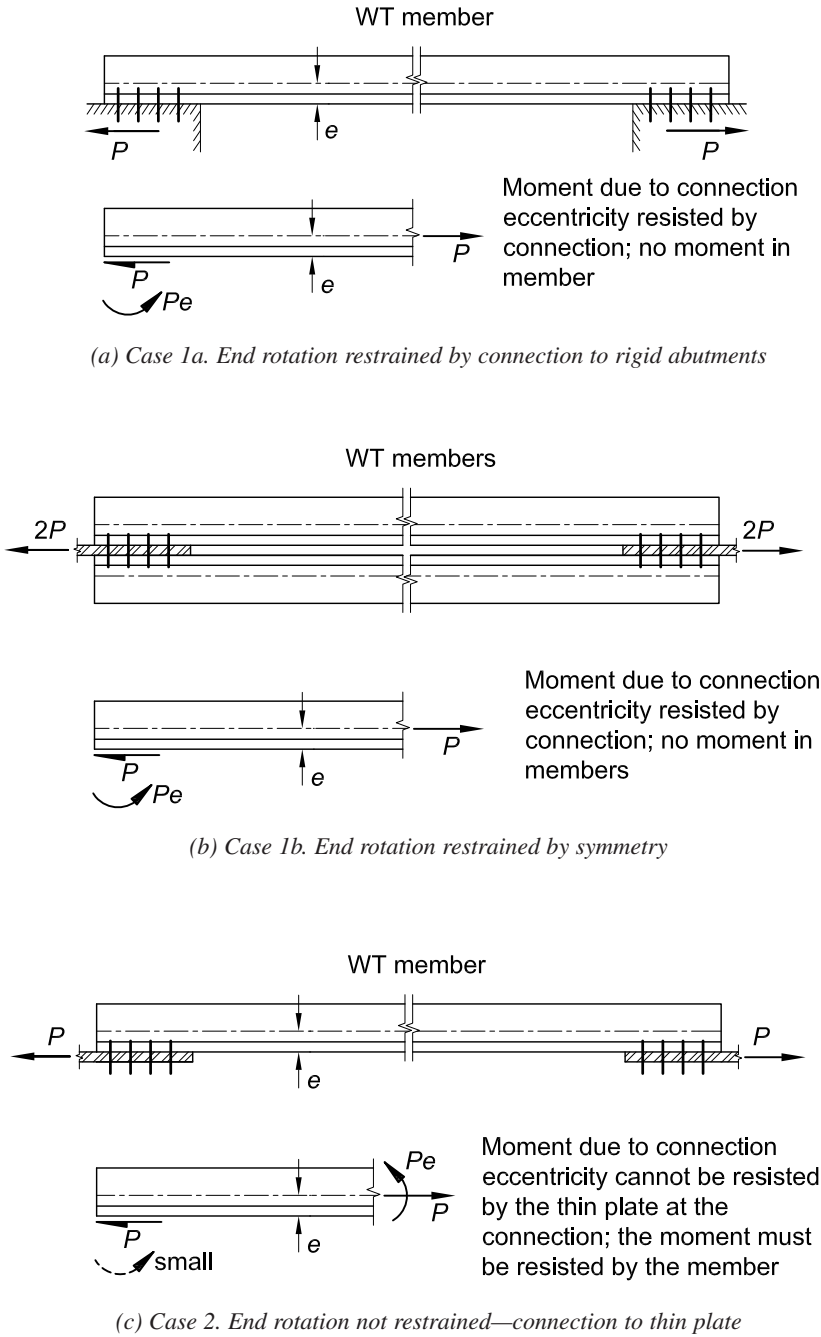 WT member
P
e
P
P
P
Pe
e
Moment due to connection
eccentricity resisted by
connection; no moment in
member
(a) Case 1a. End rotation restrained by connection to rigid abutments
WT members
2P
2P
P
Pe
e
P
Moment due to connection
eccentricity resisted by
connection; no moment in
members
(b) Case 1b. End rotation restrained by symmetry
WT member
P
e
P
P
small
e
Pe
P
Moment due to connection
eccentricity cannot be resisted
by the thin plate at the
connection; the moment must
be resisted by the member
(c) Case 2. End rotation not restrained—connection to thin plate